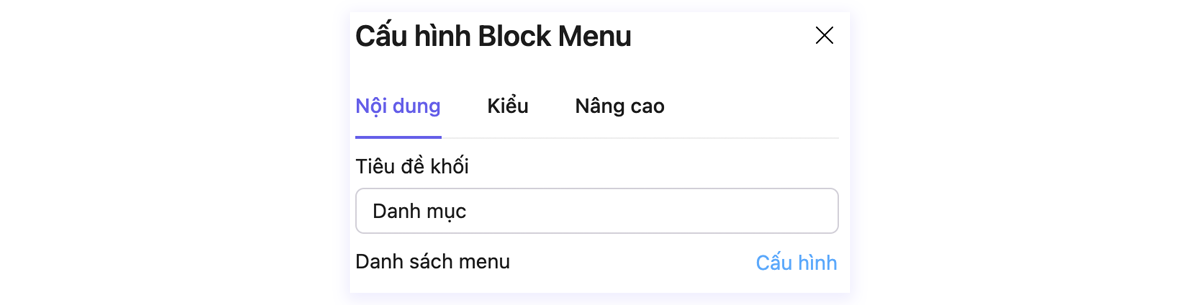 Cấu hình Block Menu
Nội dung Kiểu Nâng cao
Tiêu đề khối
Danh mục
Danh sách menu Cấu hình